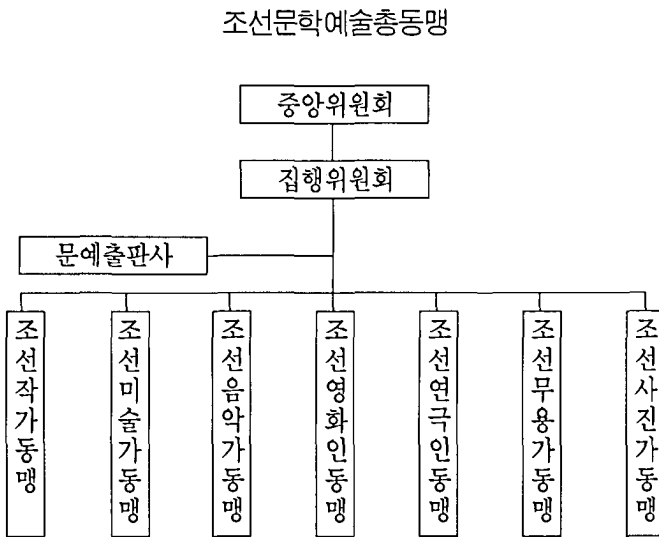 조선문학예술총동맹
중앙위원회
집행위원회
문예출판사
조선작가동맹
조선미술가동맹
조선음악가동맹
조선영화인동맹
조선연극인동맹
조선무용가동맹
조선사진가동맹